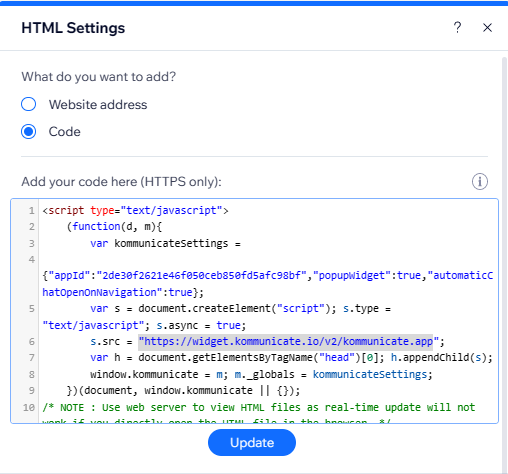 HTML Settings
?
What do you want to add?
Website address
Code
Add your code here (HTTPS only):
1 <script type="text/javascript">
2 (function(d, m){
3 var kommunicateSettings =
4
{"appId":"2de30f2621e46f050ceb850fd5afc98bf","popupWidget":true,"automaticC
hatOpenOnNavigation":true};
5 var s = document.createElement("script"); s.type =
"text/javascript"; s.async = true;
6 s.src = "https://widget.kommunicate.io/v2/kommunicate.app";
7 var h = document.getElementsByTagName("head")[0]; h.appendChild(s);
8 window.kommunicate = m; m._globals = kommunicateSettings;
9 })(document, window.kommunicate || {});
10 /* NOTE : Use web server to view HTML files as real-time update will not
work if you directly open the HTML file in the browser. */
Update